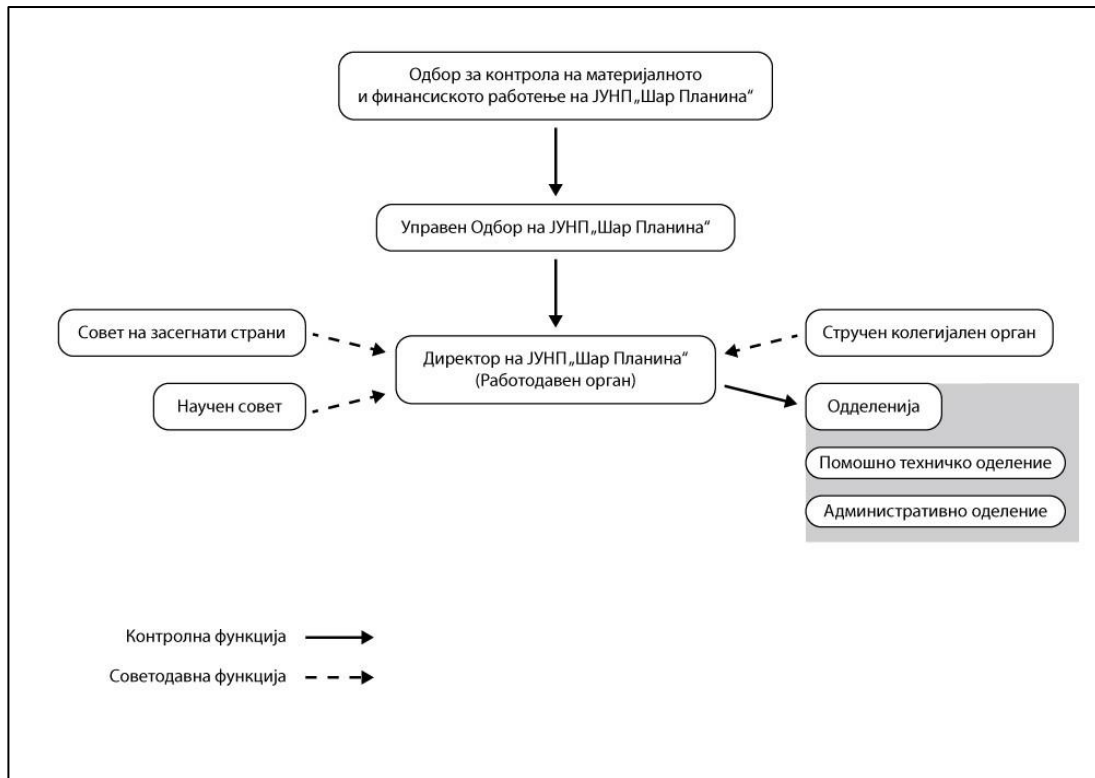 Одбор за контрола на материјалното
и финансиското работење на ЈУНП „Шар Планина“
Управен Одбор на ЈУНП „Шар Планина“
Совет на засегнати страни
Стручен колегијален орган
Директор на ЈУНП „Шар Планина“
(Работодавен орган)
Научен совет
Одделенија
Помошно техничко оделение
Административно оделение
Контролна функција
Советодавна функција